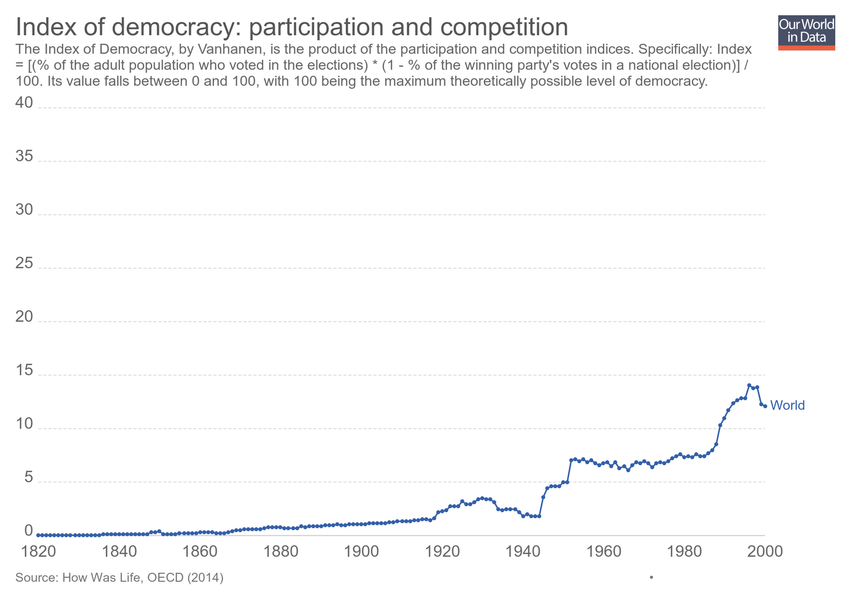 Index of democracy: participation and competition
Our World
in Data
The Index of Democracy, by Vanhanen, is the product of the participation and competition indices. Specifically: Index
= [(% of the adult population who voted in the elections) * (1 - % of the winning party's votes in a national election)] /
100. Its value falls between 0 and 100, with 100 being the maximum theoretically possible level of democracy.
40
35
30
25
20
15
10
5
0
World
1820 1840 1860 1880 1900 1920 1940 1960 1980 2000
Source: How Was Life, OECD (2014)